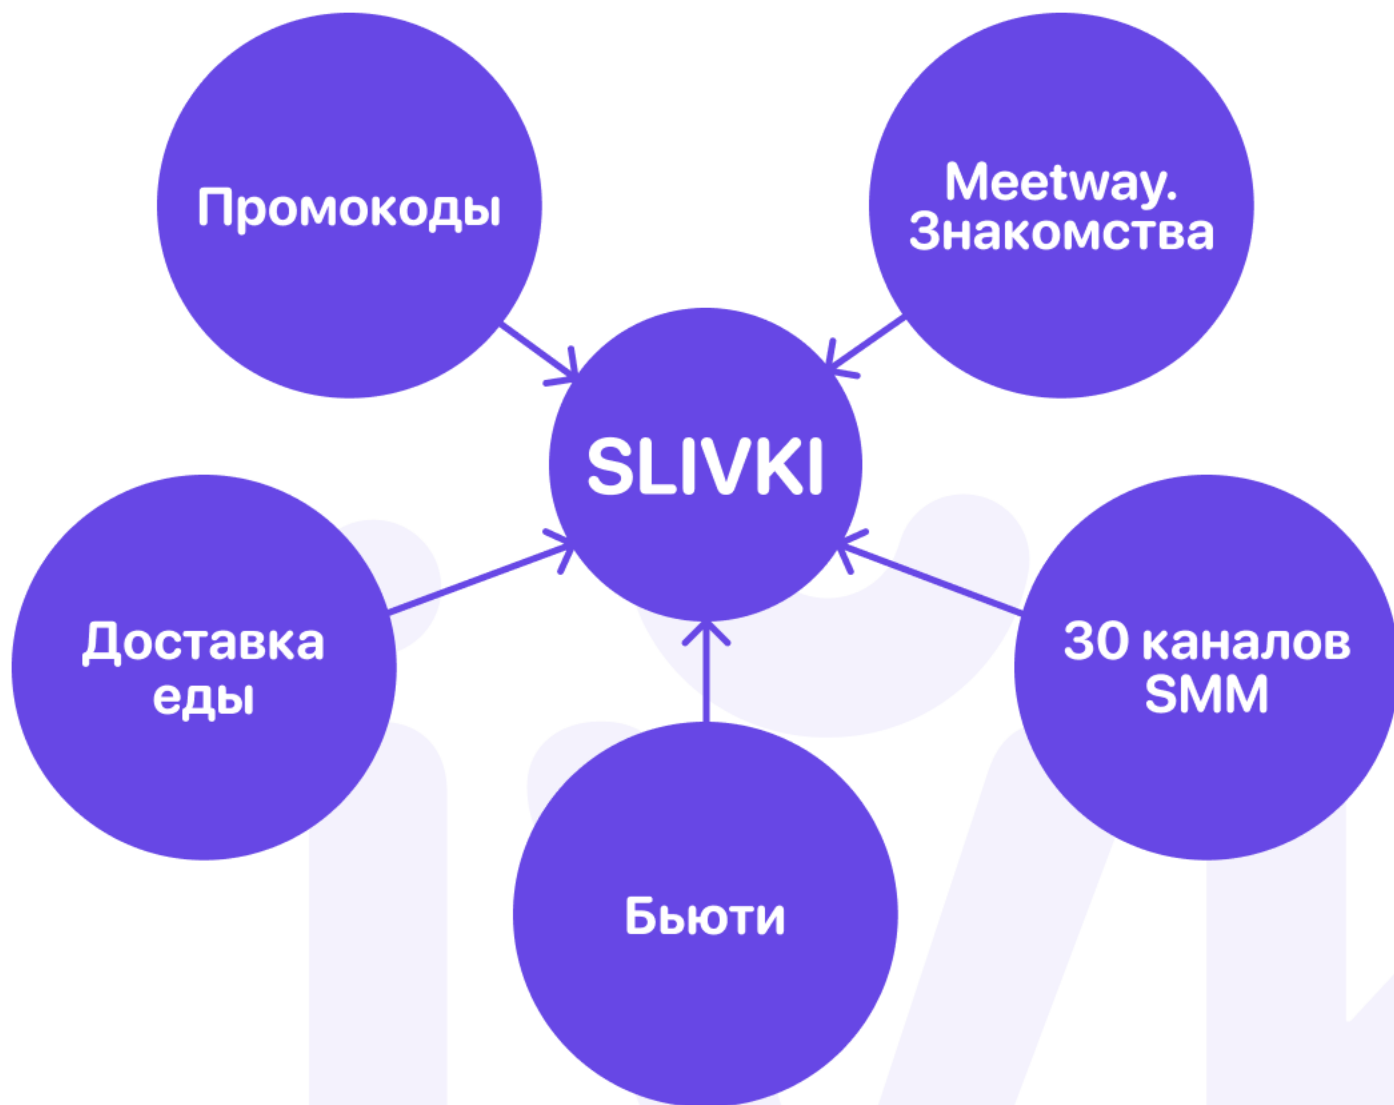 Промокоды
Meetway.
Знакомства
SLIVKI
Доставка
еды
30 каналов
SMM
Бьюти